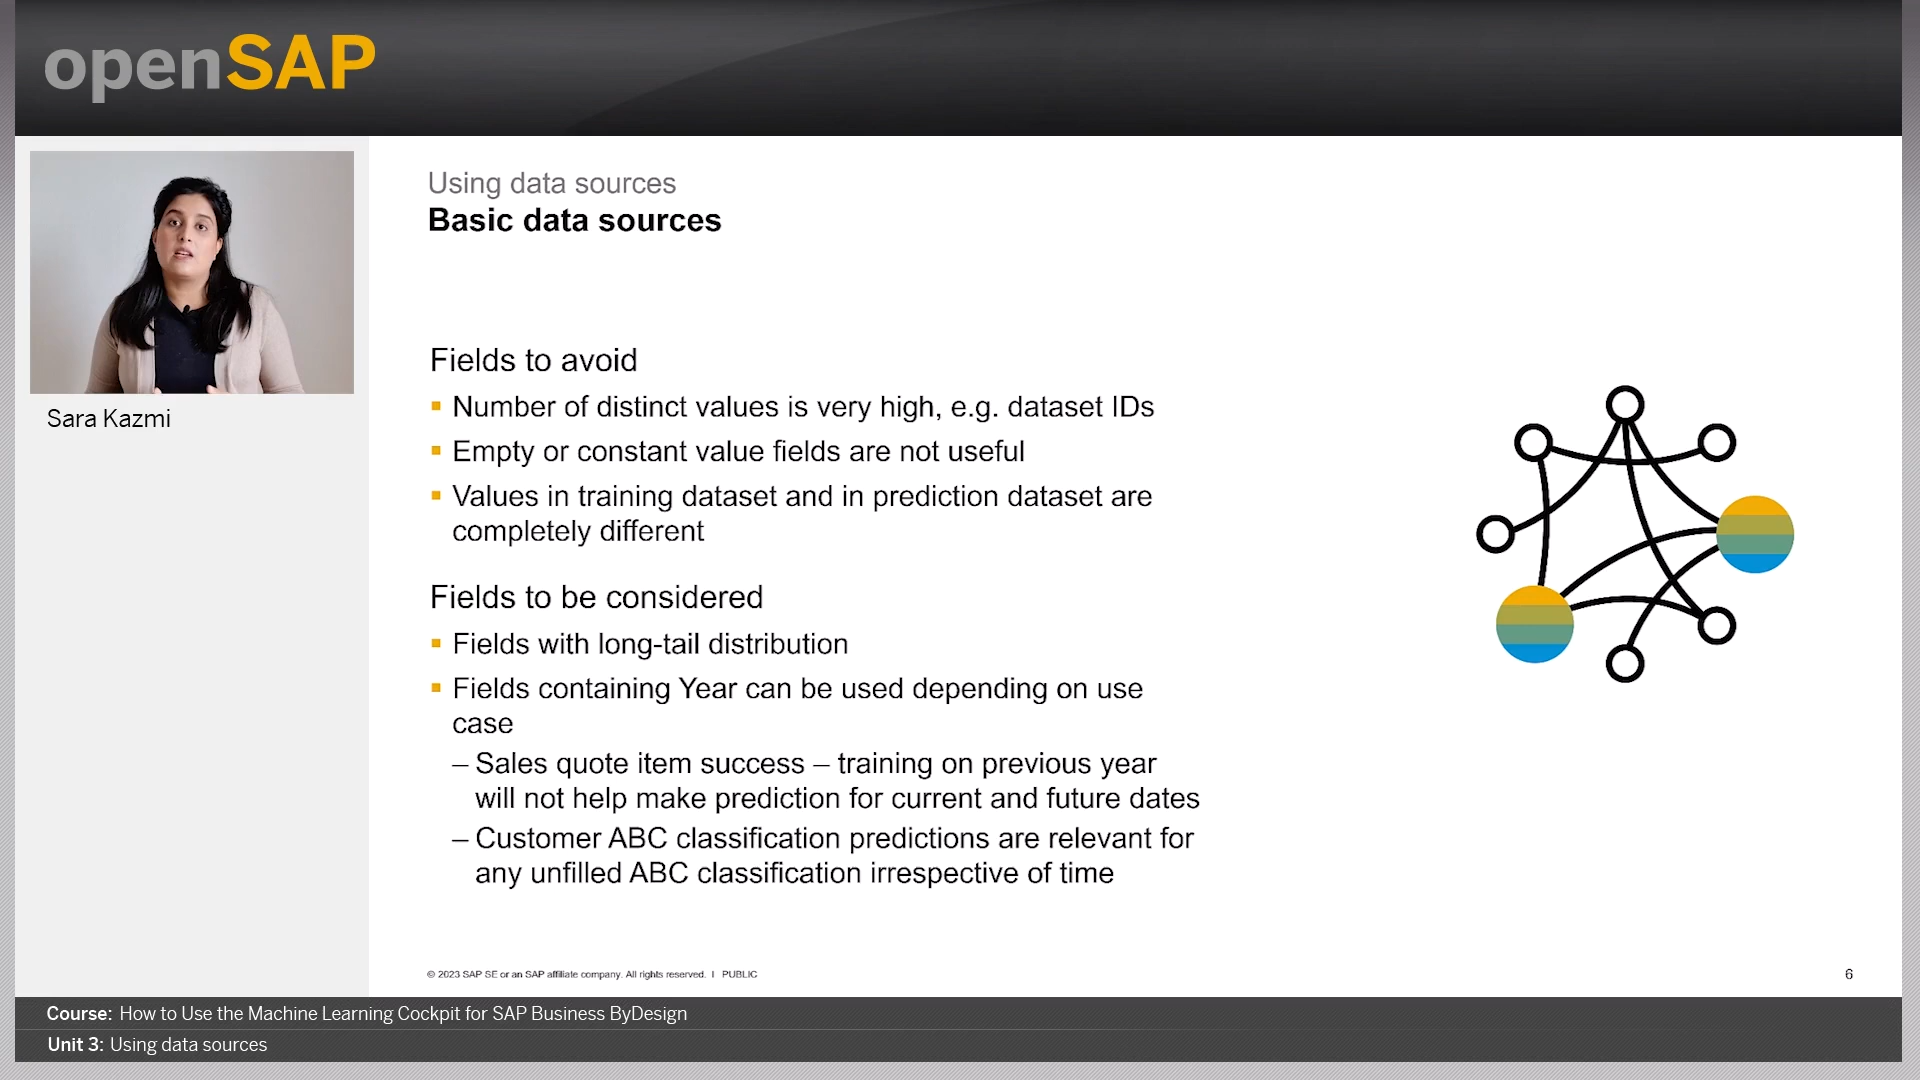 openSAP
Sara Kazmi
Using data sources
Basic data sources
Fields to avoid
Number of distinct values is very high, e.g. dataset IDs
Empty or constant value fields are not useful
Values in training dataset and in prediction dataset are
completely different
Fields to be considered
Fields with long-tail distribution
Fields containing Year can be used depending on use
case
– Sales quote item success – training on previous year
will not help make prediction for current and future dates
– Customer ABC classification predictions are relevant for
any unfilled ABC classification irrespective of time
© 2023 SAP SE or an SAP affiliate company. All rights reserved. I PUBLIC
6
Course: How to Use the Machine Learning Cockpit for SAP Business ByDesign
Unit 3: Using data sources